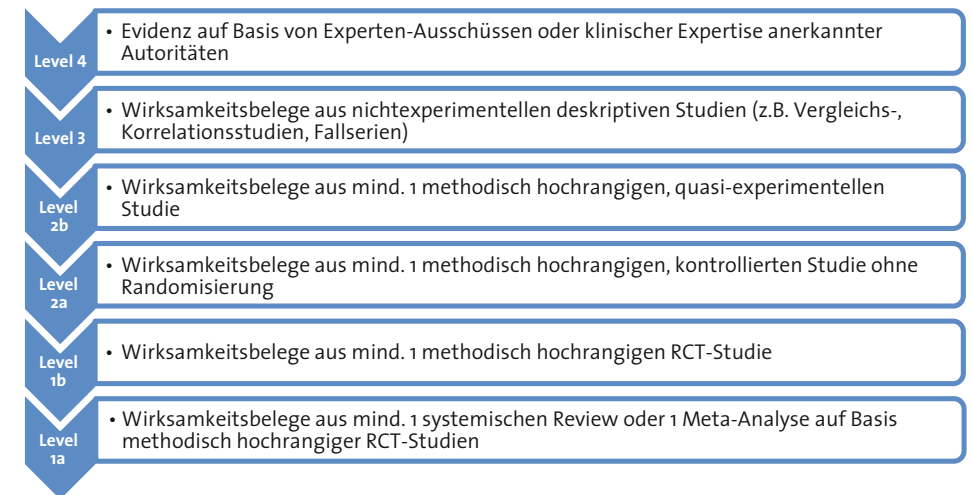 Level 4
• Evidenz auf Basis von Experten-Ausschüssen oder klinischer Expertise anerkannter
Autoritäten
Level 3
• Wirksamkeitsbelege aus nichtexperimentellen deskriptiven Studien (z.B. Vergleichs-,
Korrelationsstudien, Fallserien)
Level
2b
• Wirksamkeitsbelege aus mind. 1 methodisch hochrangigen, quasi-experimentellen
Studie
Level
2a
• Wirksamkeitsbelege aus mind. 1 methodisch hochrangigen, kontrollierten Studie ohne
Randomisierung
Level
1b
• Wirksamkeitsbelege aus mind. 1 methodisch hochrangigen RCT-Studie
Level
1a
• Wirksamkeitsbelege aus mind. 1 systemischen Review oder 1 Meta-Analyse auf Basis
methodisch hochrangiger RCT-Studien